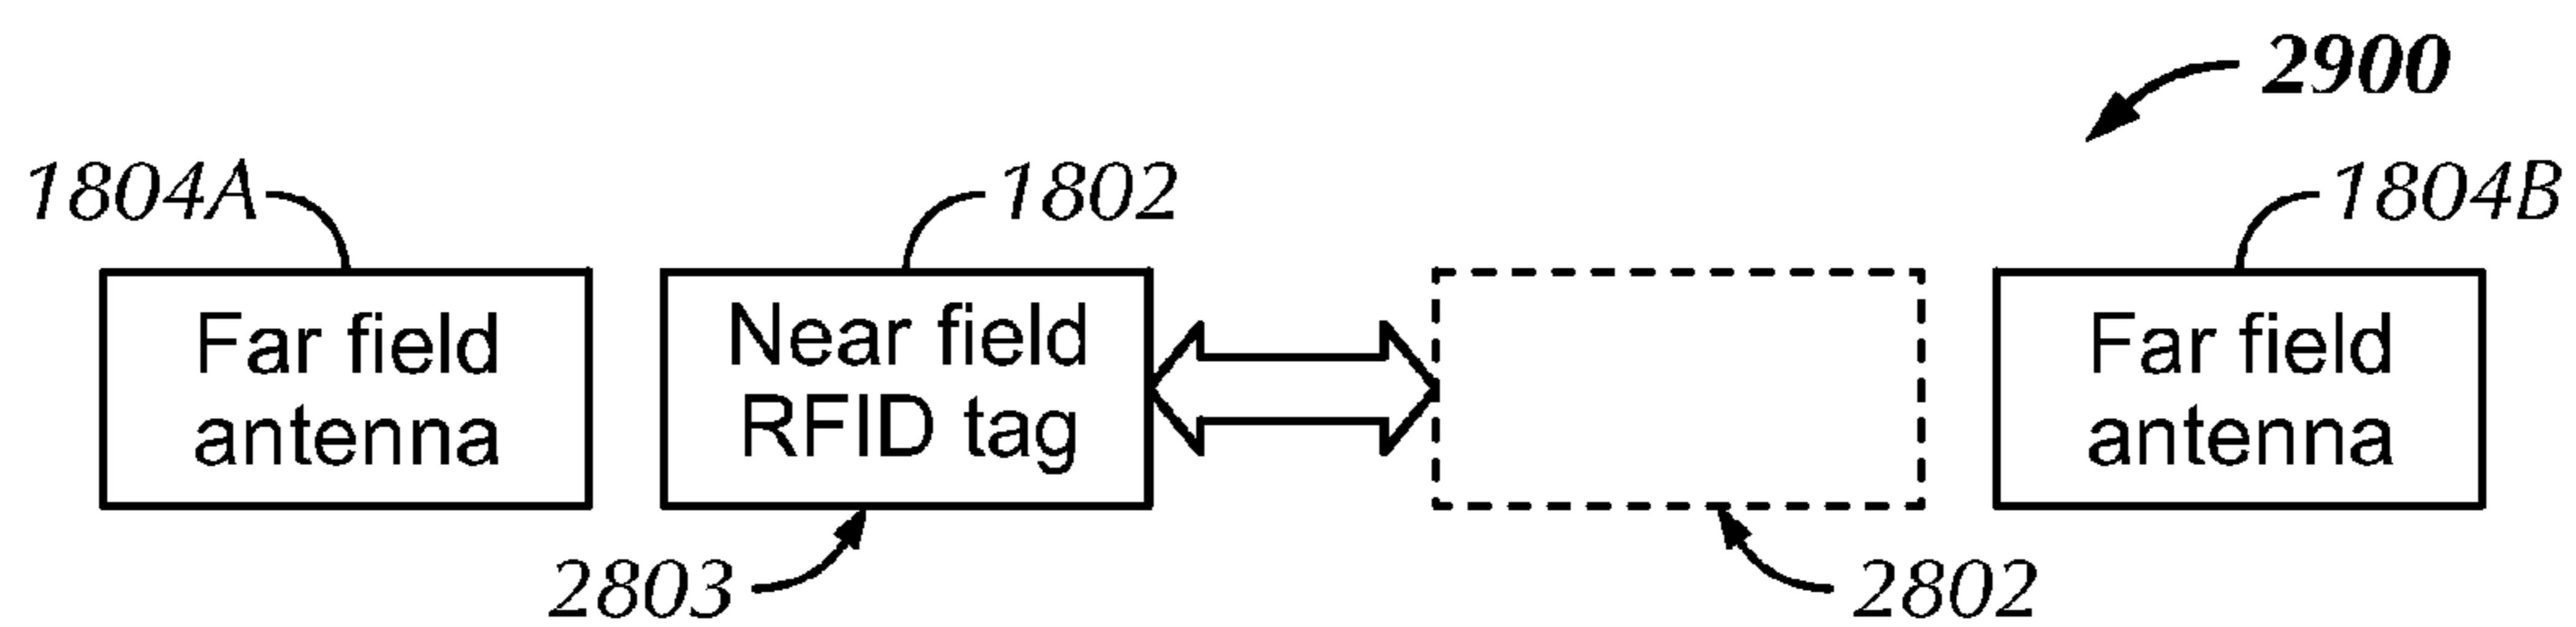 2900
1804A
1802
1804B
Far field
antenna
Near field
RFID tag
Far field
antenna
2803
2802